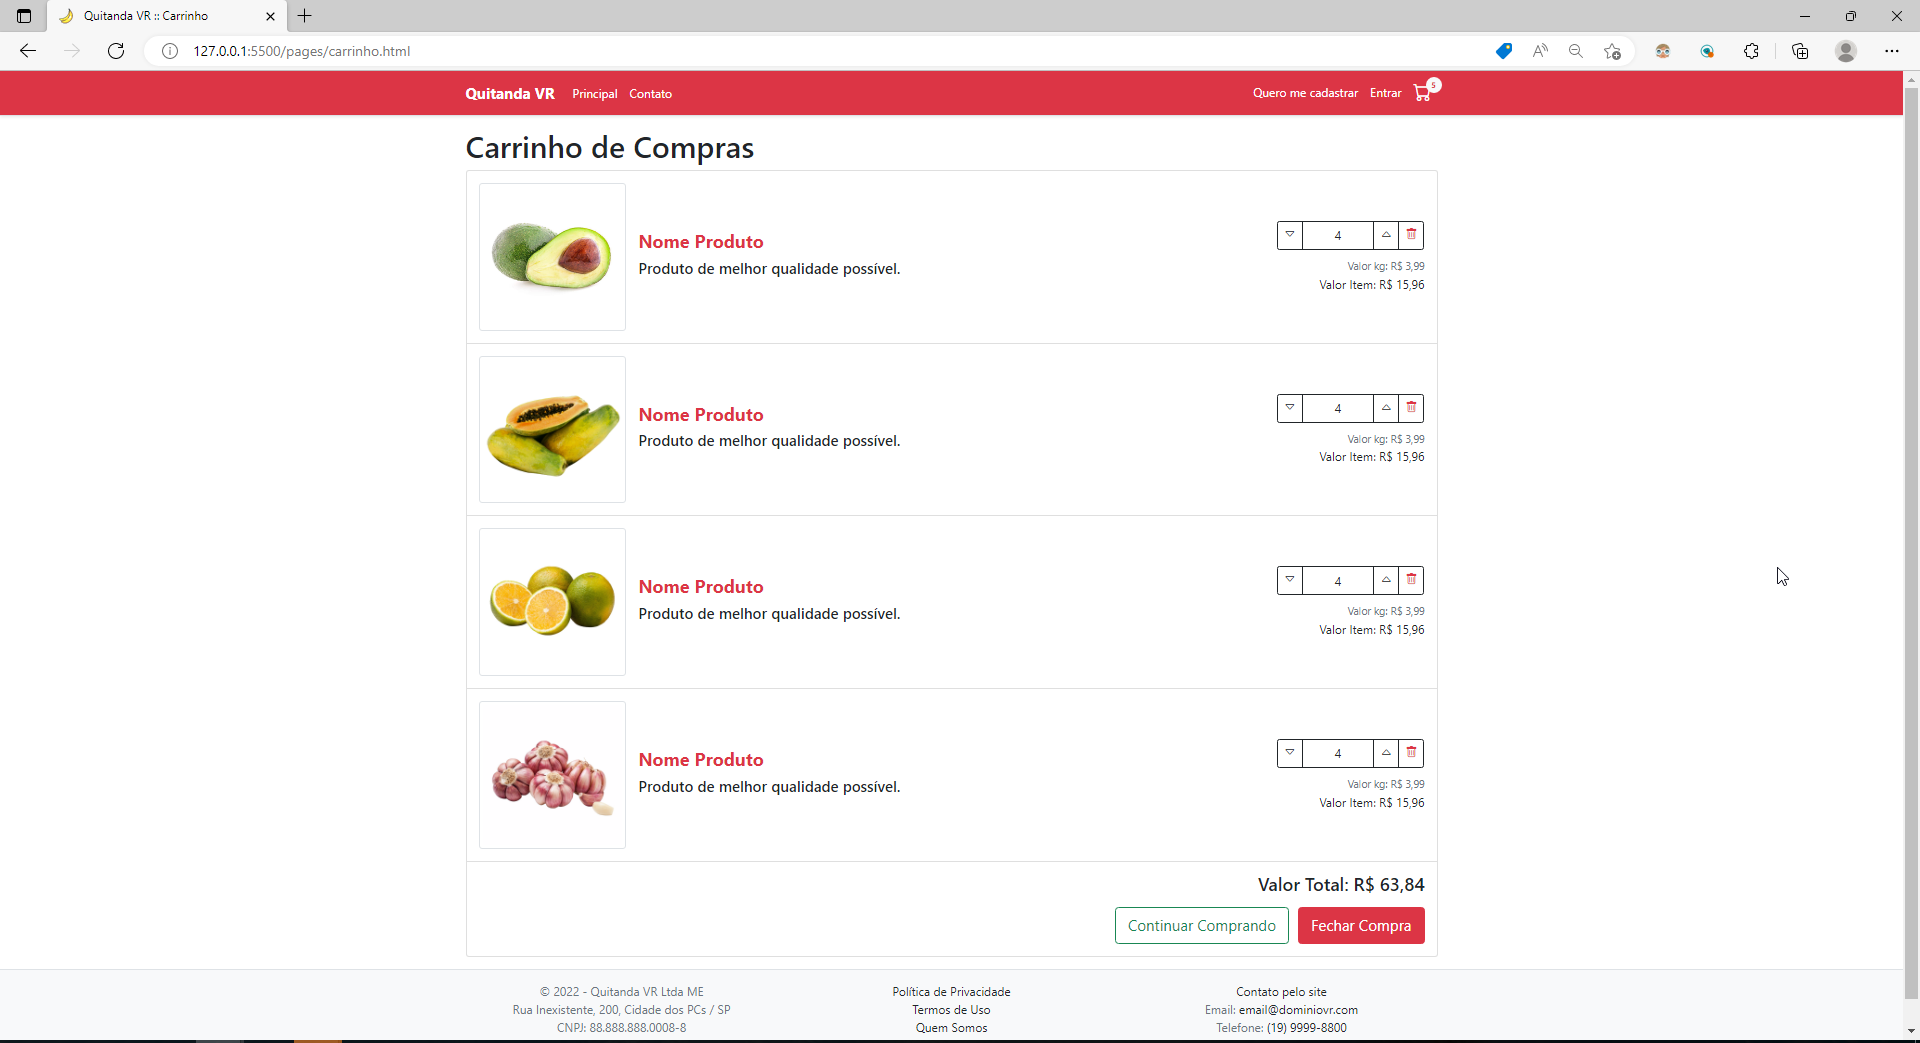 Quitanda VR :: Carrinho
127.0.0.1:5500/pages/carrinho.html
Quitanda VR Principal Contato Quero me cadastrar Entrar 5
Carrinho de Compras
4
Nome Produto
Produto de melhor qualidade possível.
Valor kg: R$ 3,99
Valor Item: R$ 15,96
4
Nome Produto
Produto de melhor qualidade possível.
Valor kg: R$ 3,99
Valor Item: R$ 15,96
4
Nome Produto
Produto de melhor qualidade possível.
Valor kg: R$ 3,99
Valor Item: R$ 15,96
4
Nome Produto
Produto de melhor qualidade possível.
Valor kg: R$ 3,99
Valor Item: R$ 15,96
Valor Total: R$ 63,84
Continuar Comprando Fechar Compra
© 2022 - Quitanda VR Ltda ME
Rua Inexistente, 200, Cidade dos PCs / SP
CNPJ: 88.888.888.0008-8
Política de Privacidade
Termos de Uso
Quem Somos
Contato pelo site
Email: email@dominiovr.com
Telefone: (19) 9999-8800